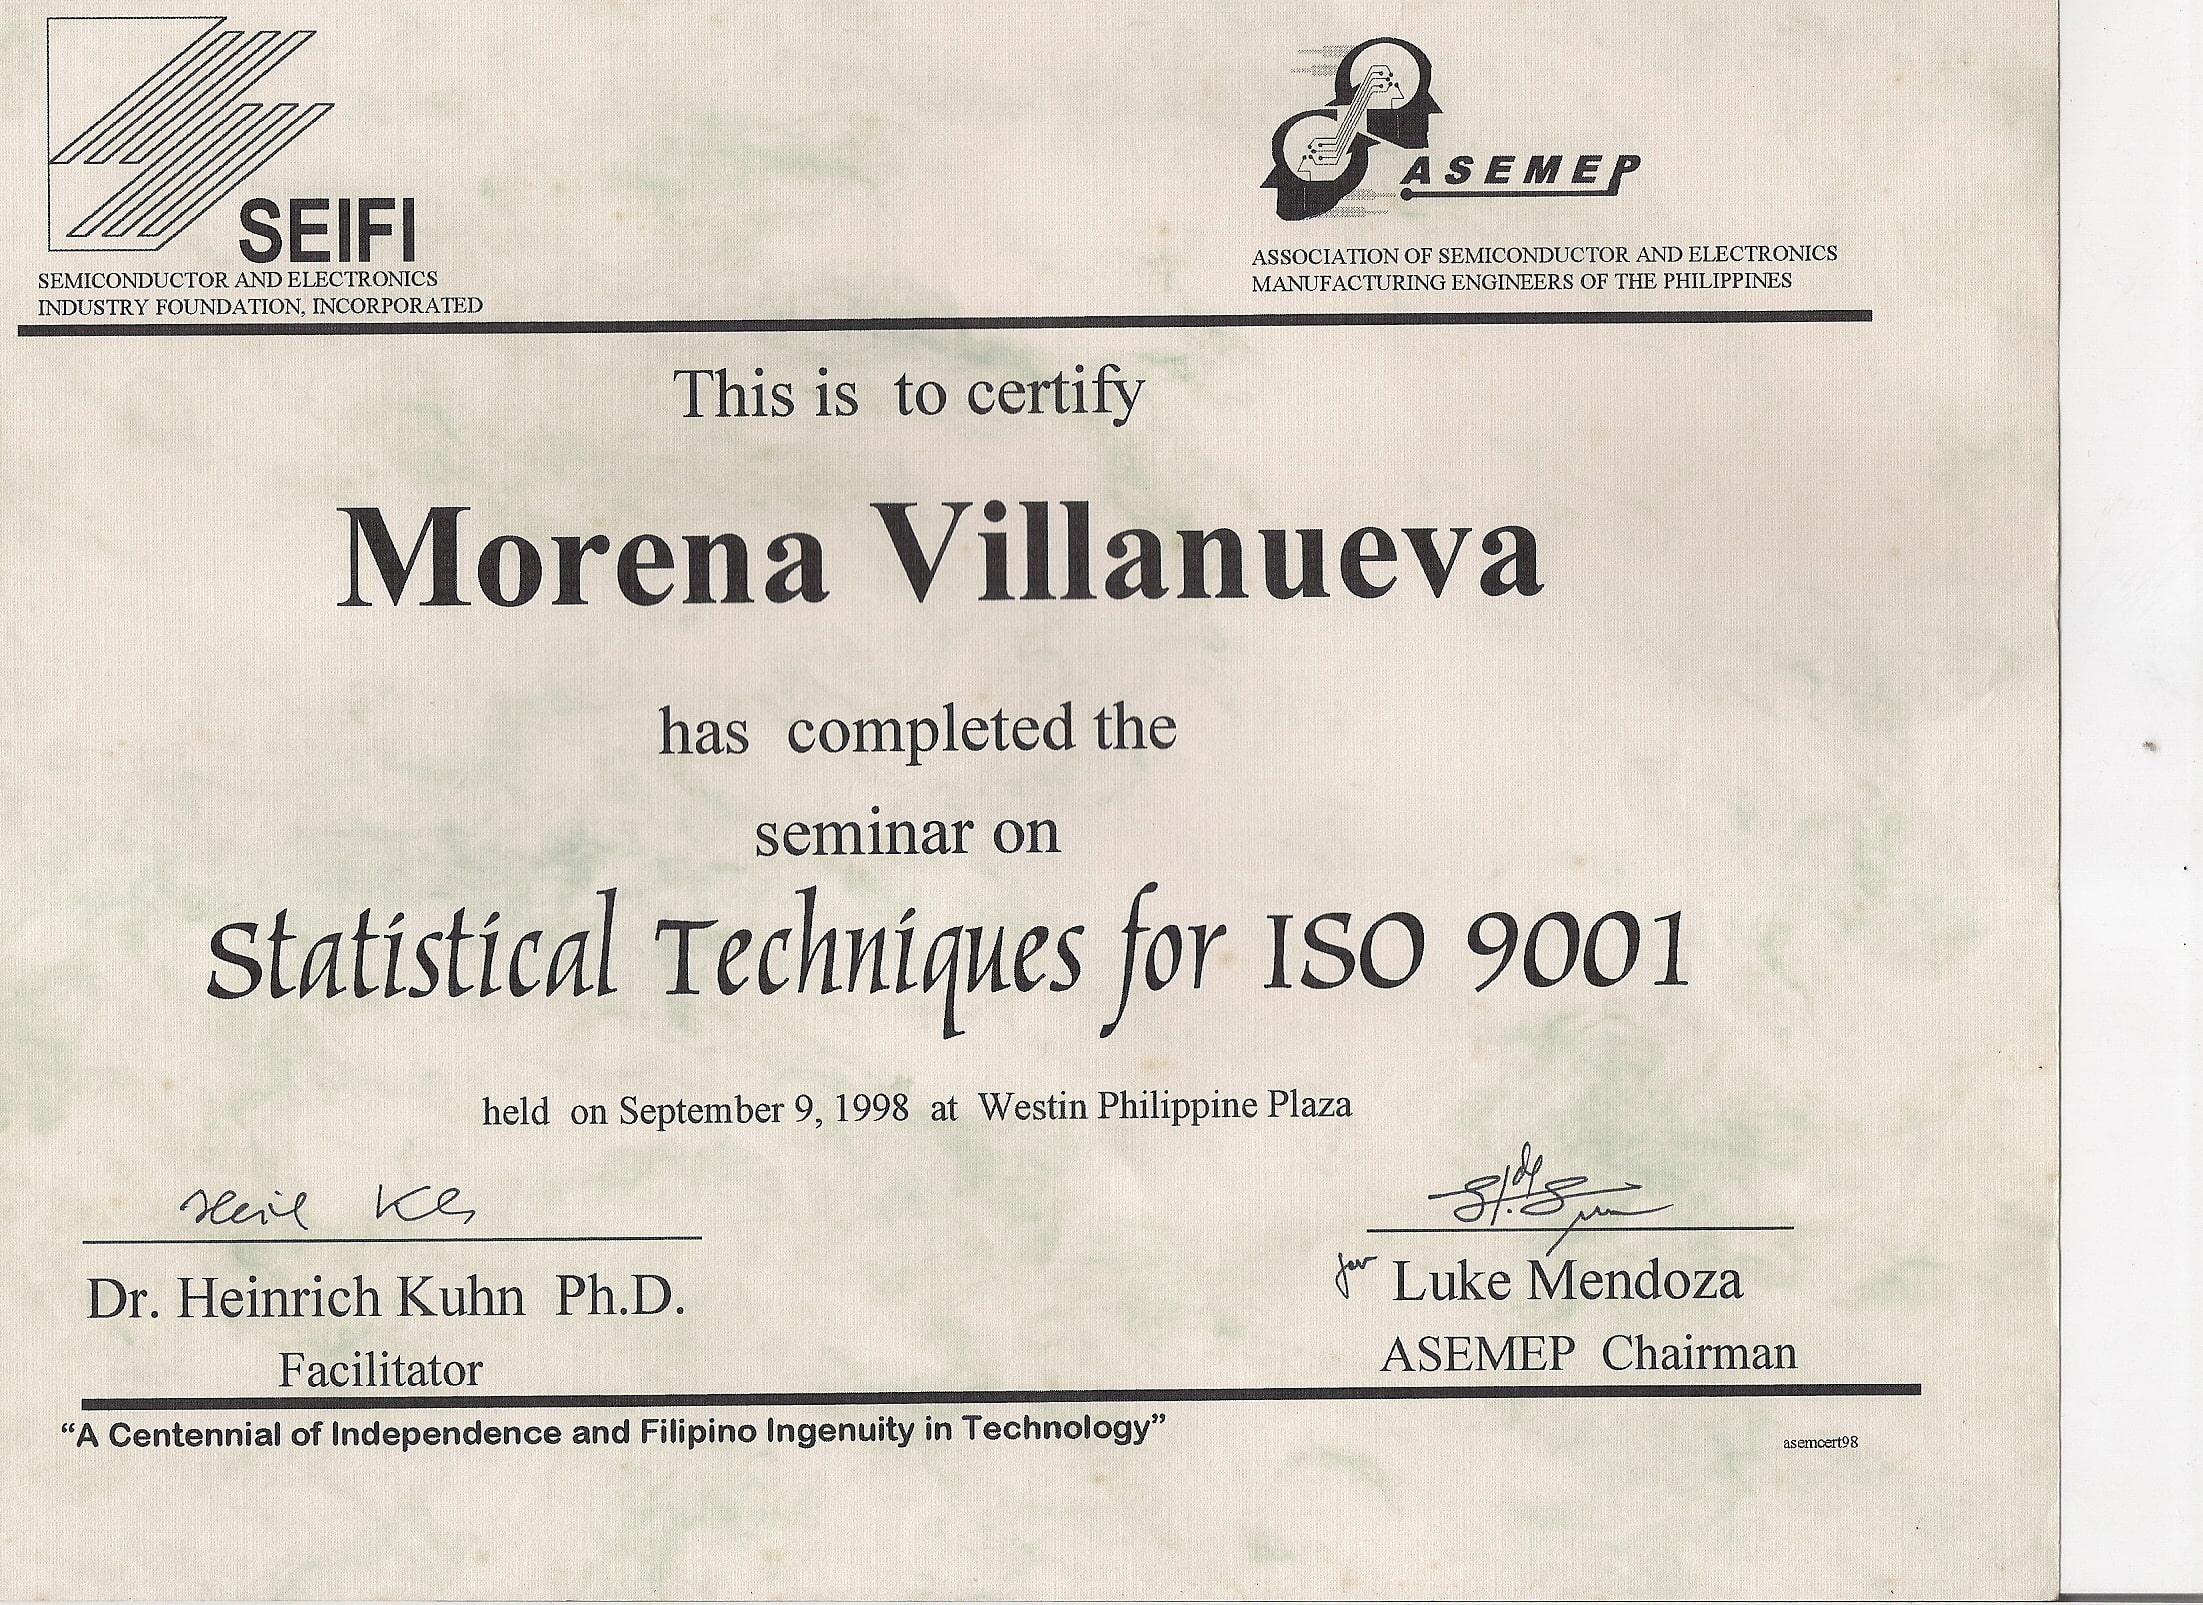 SEIFI
SEMICONDUCTOR AND ELECTRONICS
INDUSTRY FOUNDATION, INCORPORATED
ASEMEP
ASSOCIATION OF SEMICONDUCTOR AND ELECTRONICS
MANUFACTURING ENGINEERS OF THE PHILIPPINES
This is to certify
Morena Villanueva
has completed the
seminar on
Statistical Techniques for ISO 9001
held on September 9, 1998 at Westin Philippine Plaza
Dr. Heinrich Kuhn Ph.D.
Facilitator
for Luke Mendoza
ASEMEP Chairman
“A Centennial of Independence and Filipino Ingenuity in Technology”
asemcert98